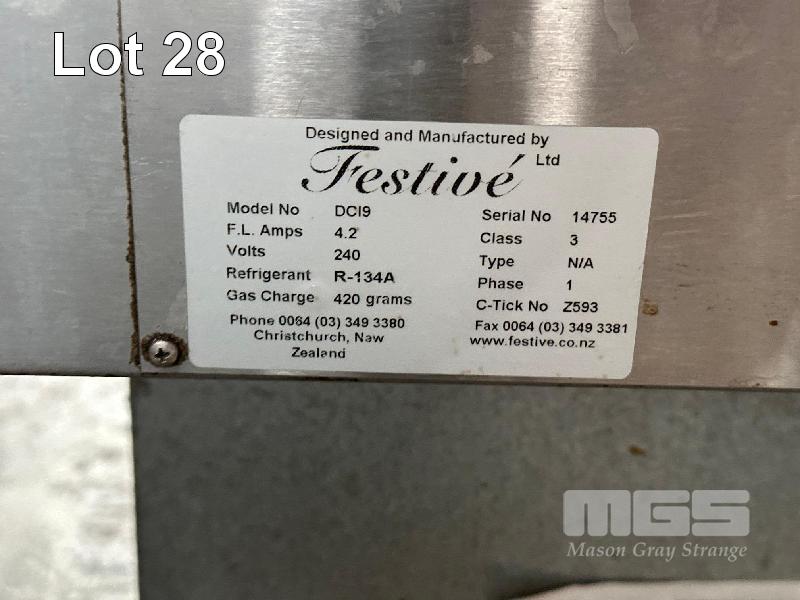 Lot 28
Designed and Manufactured by
Festivé Ltd
Model No DCI9
F.L. Amps 4.2
Volts 240
Refrigerant R-134A
Gas Charge 420 grams
Phone 0064 (03) 349 3380
Christchurch, Naw
Zealand
Serial No 14755
Class 3
Type N/A
Phase 1
C-Tick No Z593
Fax 0064 (03) 349 3381
www.festive.co.nz
MGS
Mason Gray Strange